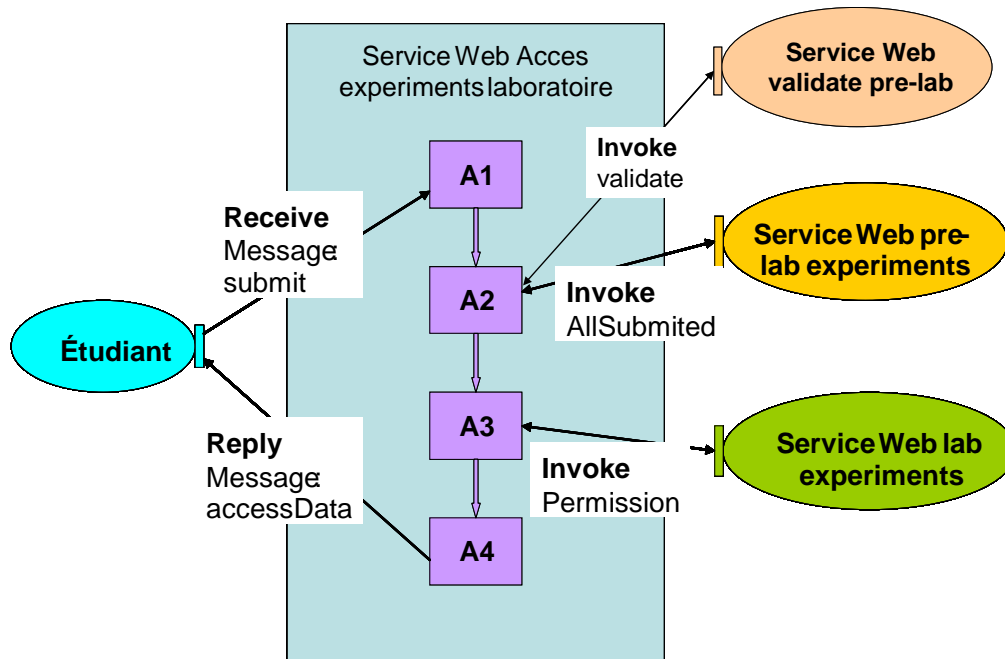 Service Web Acces
experiments laboratoire
Service Web
validate pre-lab
A1
Invoke
validate
Receive
Message:
submit
Service Web pre-
lab experiments
A2
Invoke
AllSubmited
Étudiant
A3
Service Web lab
experiments
Reply
Message:
accessData
Invoke
Permission
A4